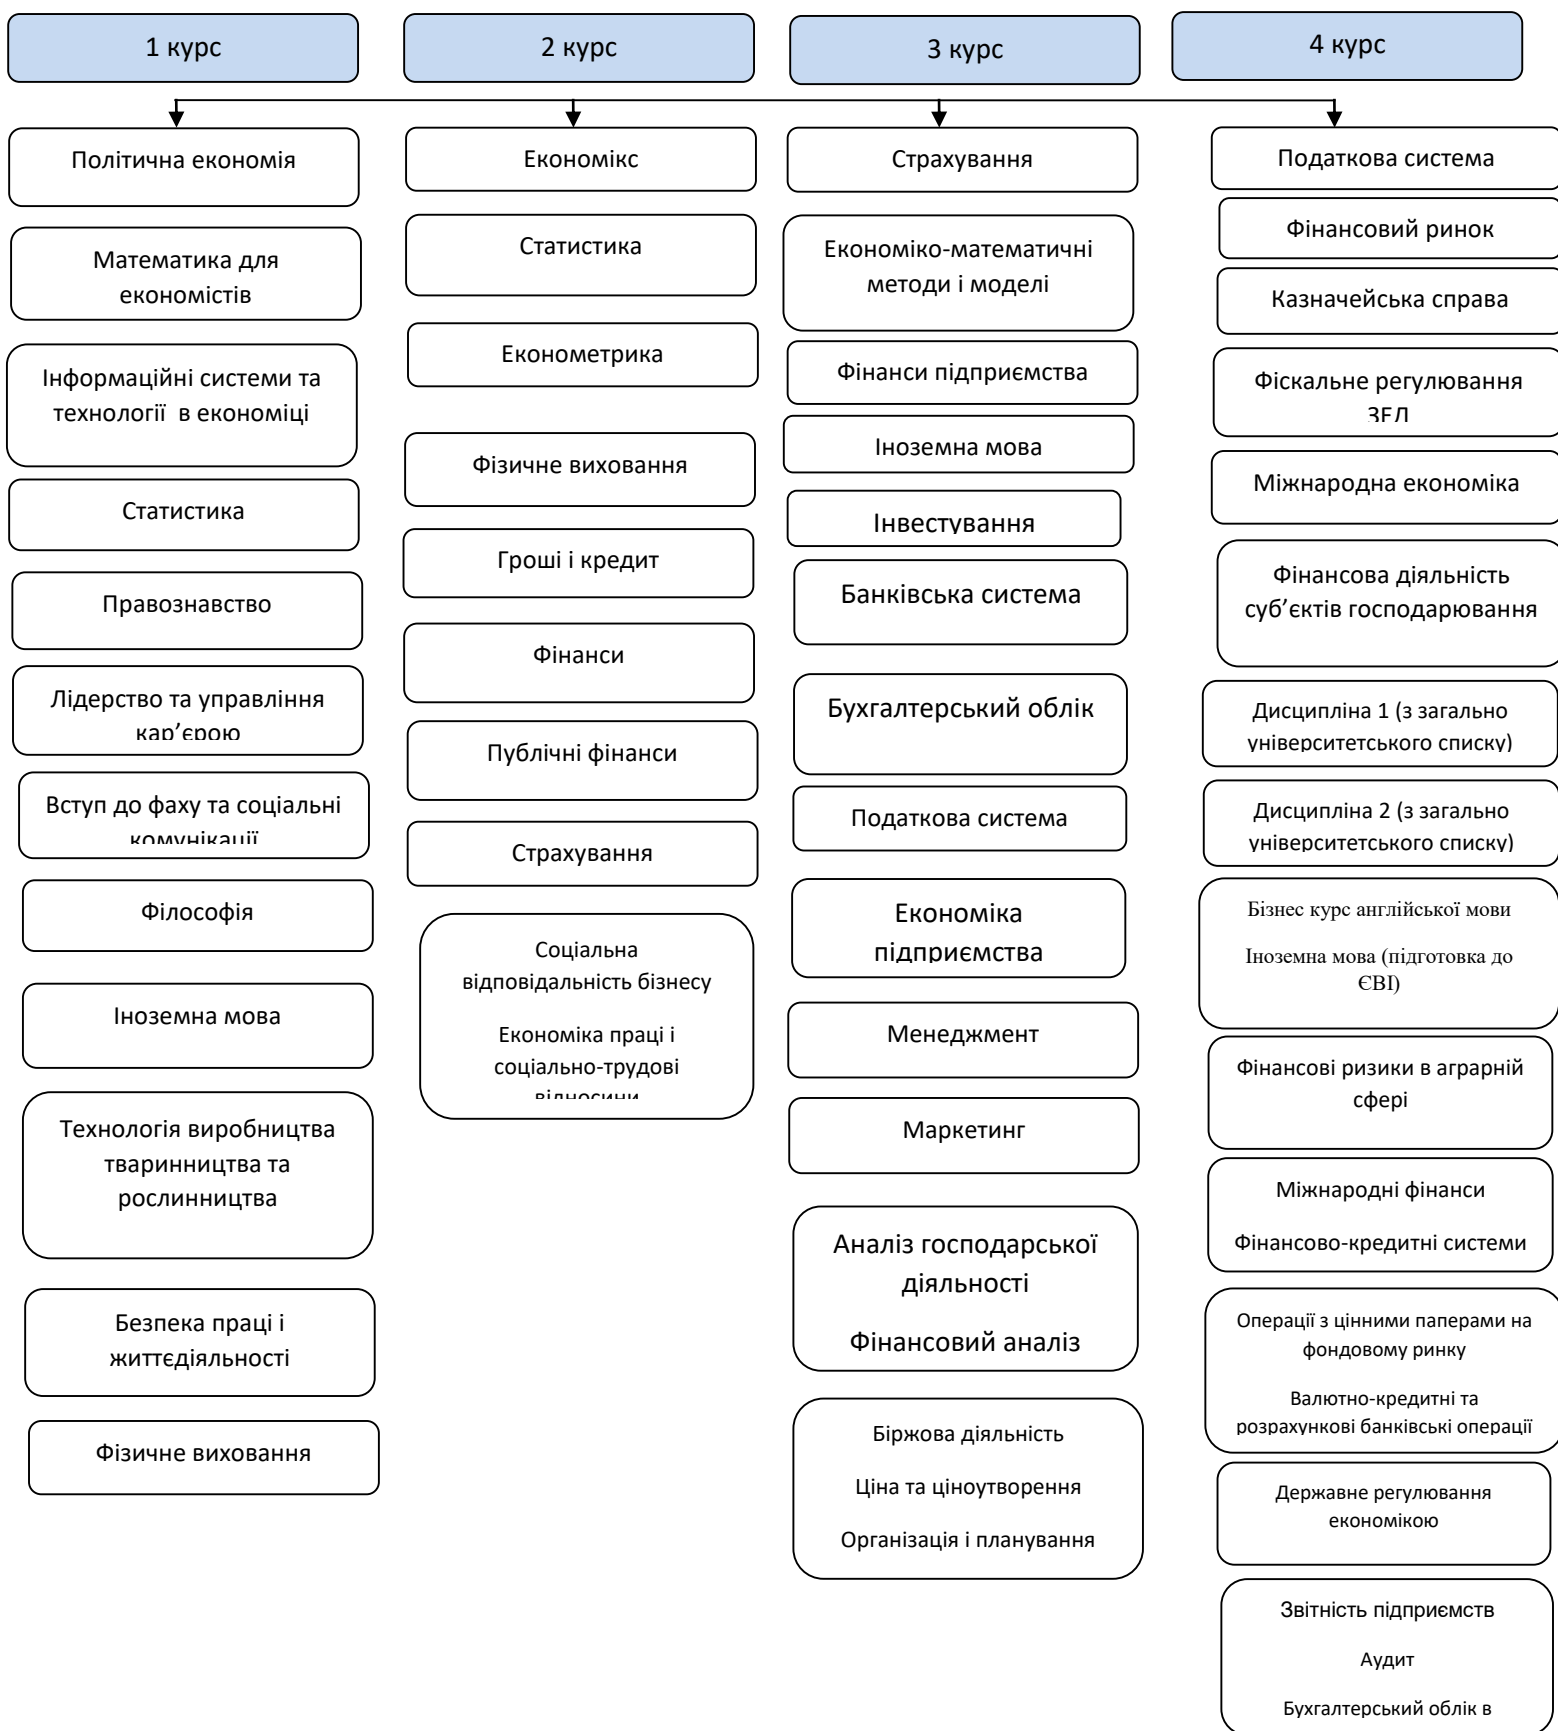 1 курс
2 курс
3 курс
4 курс
Політична економія
Математика для
економістів
Інформаційні системи та
технології в економіці
Статистика
Правознавство
Лідерство та управління
кар’єрою
Вступ до фаху та соціальні
комунікації
Філософія
Іноземна мова
Технологія виробництва
тваринництва та
рослинництва
Безпека праці і
життєдіяльності
Фізичне виховання
Економікс
Статистика
Економетрика
Фізичне виховання
Гроші і кредит
Фінанси
Публічні фінанси
Страхування
Соціальна
відповідальність бізнесу
Економіка праці і
соціально-трудові
відносини
Страхування
Економіко-математичні
методи і моделі
Фінанси підприємства
Іноземна мова
Інвестування
Банківська система
Бухгалтерський облік
Податкова система
Економіка
підприємства
Менеджмент
Маркетинг
Аналіз господарської
діяльності
Фінансовий аналіз
Біржова діяльність
Ціна та ціноутворення
Організація і планування
Податкова система
Фінансовий ринок
Казначейська справа
Фіскальне регулювання
ЗЕД
Міжнародна економіка
Фінансова діяльність
суб’єктів господарювання
Дисципліна 1 (з загально
університетського списку)
Дисципліна 2 (з загально
університетського списку)
Бізнес курс англійської мови
Іноземна мова (підготовка до
ЄВІ)
Фінансові ризики в аграрній
сфері
Міжнародні фінанси
Фінансово-кредитні системи
Операції з цінними паперами на
фондовому ринку
Валютно-кредитні та
розрахункові банківські операції
Державне регулювання
економікою
Звітність підприємств
Аудит
Бухгалтерський облік в